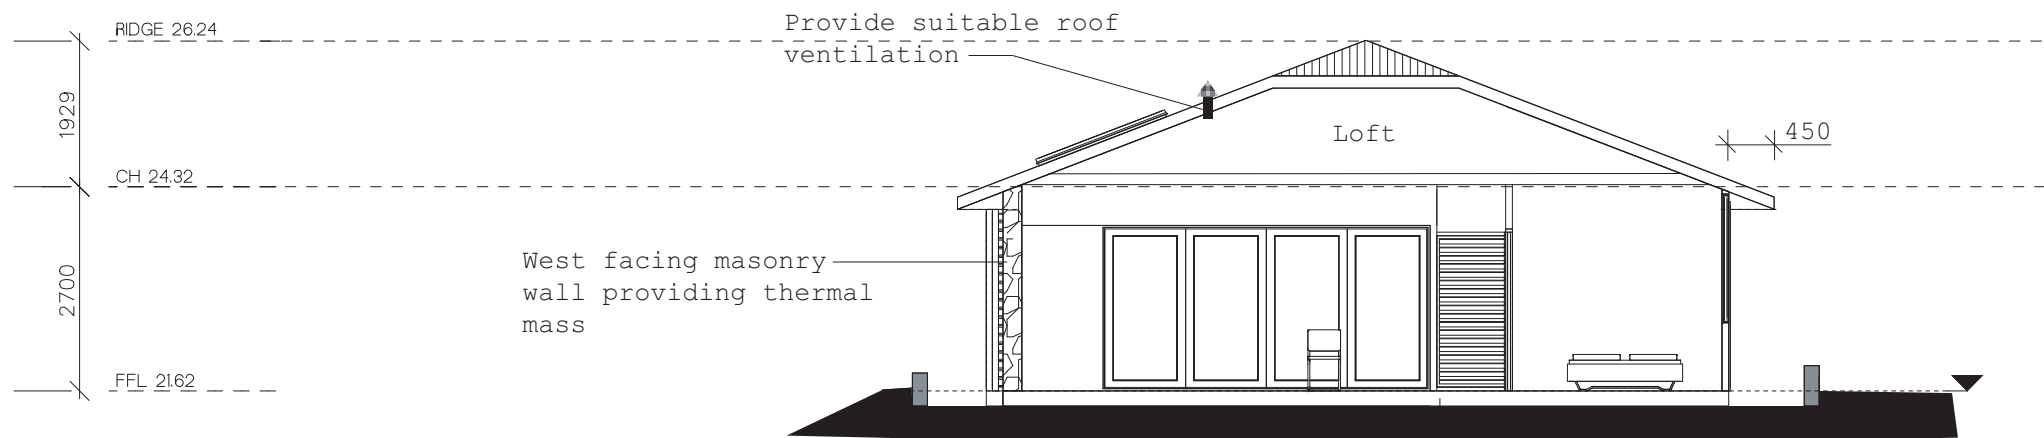 RIDGE 26.24
Provide suitable roof
ventilation
1929
Loft
450
CH 24.32
West facing masonry
wall providing thermal
mass
2700
FFL 21.62